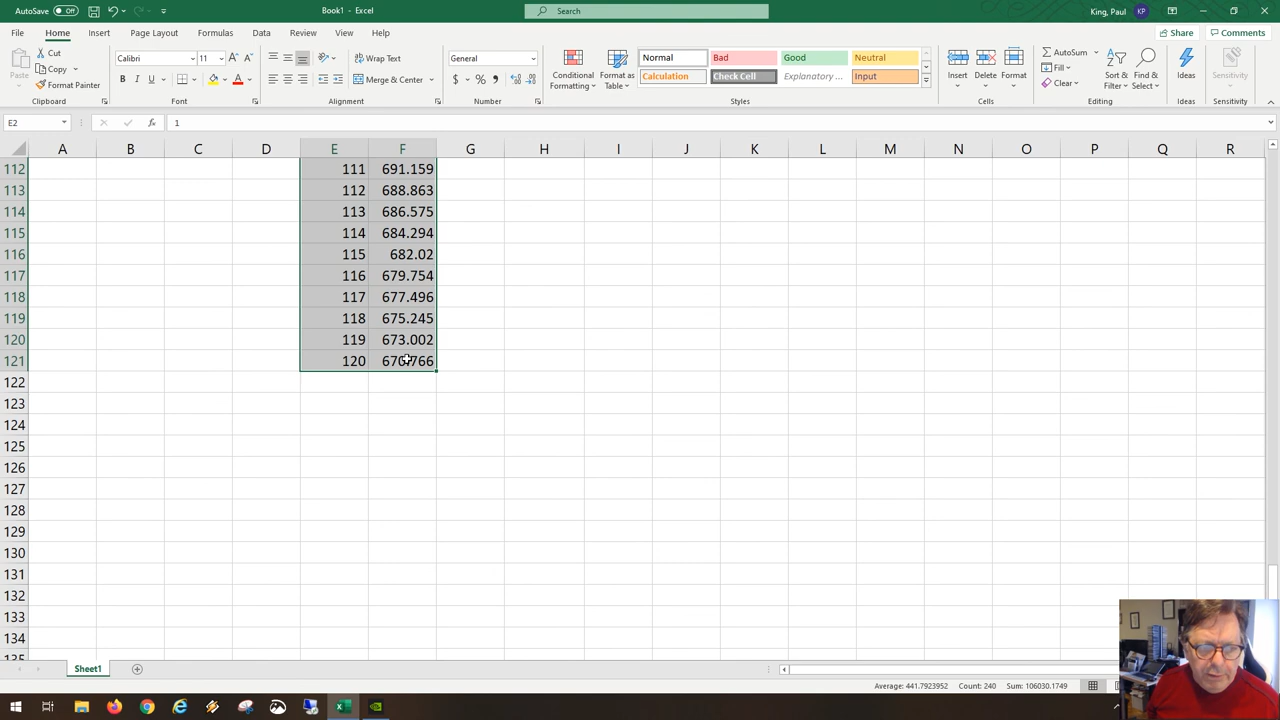 AutoSave Off Book1 - Excel Search King, Paul KP
File Home Insert Page Layout Formulas Data Review View Help Share Comments
Paste Cut Copy Format Painter Clipboard
Calibri 11 B I U A Font
Wrap Text Merge & Center Alignment
General $ % Number
Conditional Formatting Format as Table
Normal Bad Good Neutral
Calculation Check Cell Explanatory ... Input
Styles
Insert Delete Format Cells
AutoSum Fill Clear Sort & Filter Find & Select Editing
Ideas Ideas
Sensitivity Sensitivity
E2 fx 1
A B C D E F G H I J K L M N O P Q R
112 111 691.159
113 112 688.863
114 113 686.575
115 114 684.294
116 115 682.02
117 116 679.754
118 117 677.496
119 118 675.245
120 119 673.002
121 120 670.766
122
123
124
125
126
127
128
129
130
131
132
133
134
135
Sheet1
Average: 441.7923952 Count: 240 Sum: 106030.1749